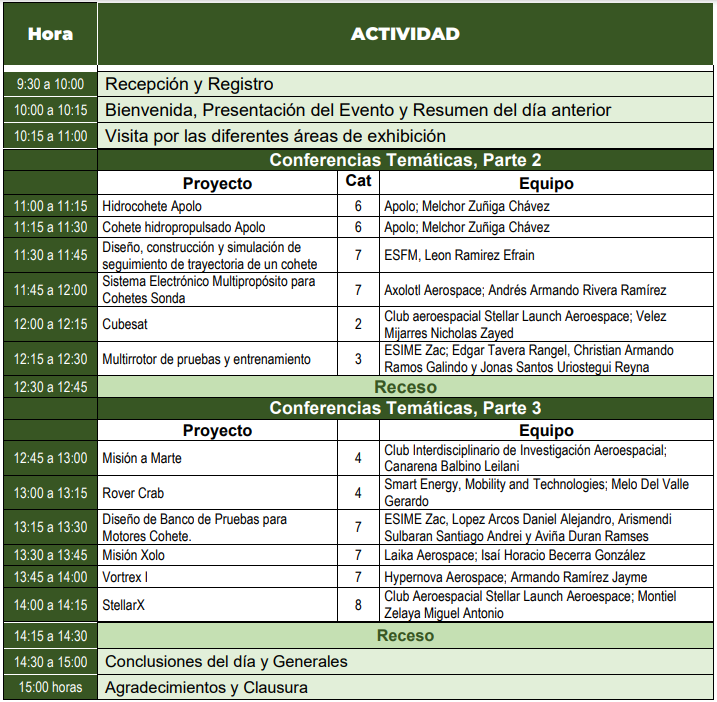 Hora ACTIVIDAD
9:30 a 10:00 Recepción y Registro
10:00 a 10:15 Bienvenida, Presentación del Evento y Resumen del día anterior
10:15 a 11:00 Visita por las diferentes áreas de exhibición
Conferencias Temáticas, Parte 2
Proyecto Cat Equipo
11:00 a 11:15 Hidrocohete Apolo 6 Apolo; Melchor Zuñiga Chávez
11:15 a 11:30 Cohete hidropropulsado Apolo 6 Apolo; Melchor Zuñiga Chávez
11:30 a 11:45 Diseño, construcción y simulación de
seguimiento de trayectoria de un cohete 7 ESFM, Leon Ramirez Efrain
11:45 a 12:00 Sistema Electrónico Multipropósito para
Cohetes Sonda 7 Axolotl Aerospace; Andrés Armando Rivera Ramírez
12:00 a 12:15 Cubesat 2 Club aeroespacial Stellar Launch Aerospace; Velez
Mijarres Nicholas Zayed
12:15 a 12:30 Multirrotor de pruebas y entrenamiento 3 ESIME Zac; Edgar Tavera Rangel, Christian Armando
Ramos Galindo y Jonas Santos Uriostegui Reyna
12:30 a 12:45 Receso
Conferencias Temáticas, Parte 3
Proyecto Equipo
12:45 a 13:00 Misión a Marte 4 Club Interdisciplinario de Investigación Aeroespacial;
Canarena Balbino Leilani
13:00 a 13:15 Rover Crab 4 Smart Energy, Mobility and Technologies; Melo Del Valle
Gerardo
13:15 a 13:30 Diseño de Banco de Pruebas para
Motores Cohete. 7 ESIME Zac, Lopez Arcos Daniel Alejandro, Arismendi
Sulbaran Santiago Andrei y Aviña Duran Ramses
13:30 a 13:45 Misión Xolo 7 Laika Aerospace; Isaí Horacio Becerra González
13:45 a 14:00 Vortrex I 7 Hypernova Aerospace; Armando Ramírez Jayme
14:00 a 14:15 StellarX 8 Club Aeroespacial Stellar Launch Aerospace; Montiel
Zelaya Miguel Antonio
14:15 a 14:30 Receso
14:30 a 15:00 Conclusiones del día y Generales
15:00 horas Agradecimientos y Clausura